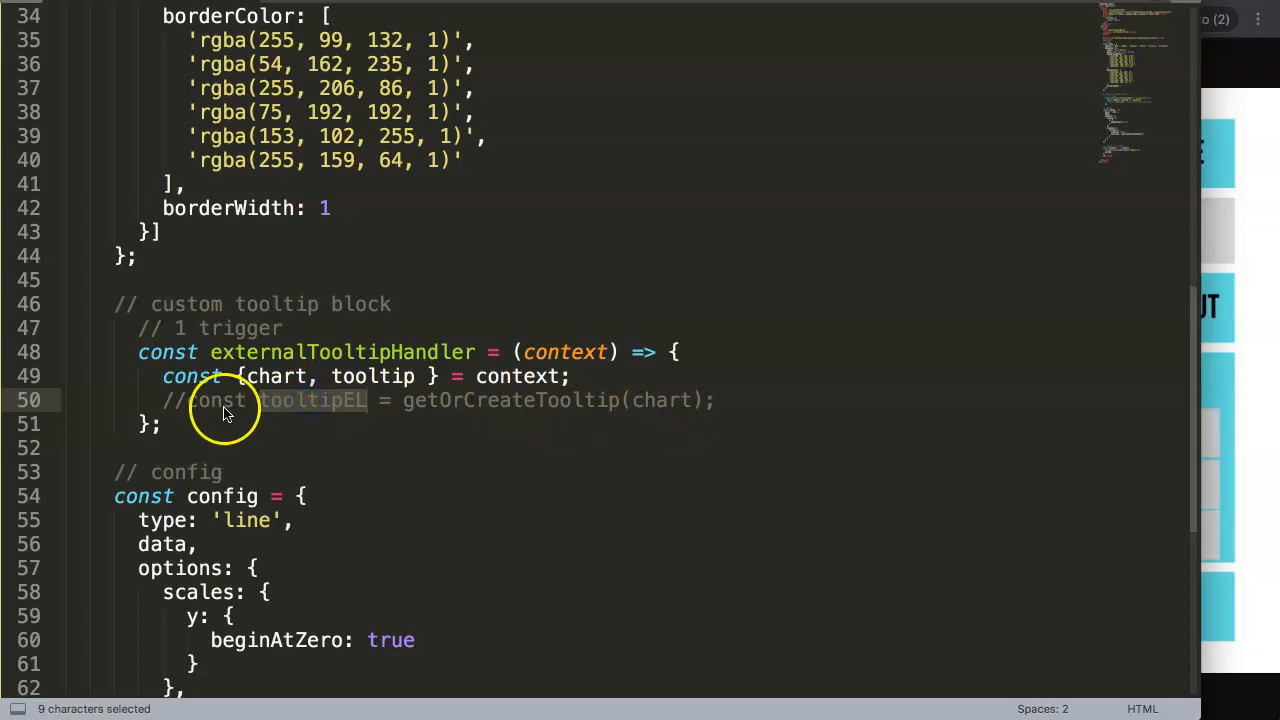 o (2)
34 borderColor: [
35 'rgba(255, 99, 132, 1)',
36 'rgba(54, 162, 235, 1)',
37 'rgba(255, 206, 86, 1)',
38 'rgba(75, 192, 192, 1)',
39 'rgba(153, 102, 255, 1)',
40 'rgba(255, 159, 64, 1)'
41 ],
42 borderWidth: 1
43 }]
44 };
45
46 // custom tooltip block
47 // 1 trigger
48 const externalTooltipHandler = (context) => {
49 const {chart, tooltip } = context;
50 //const tooltipEL = getOrCreateTooltip(chart);
51 };
52
53 // config
54 const config = {
55 type: 'line',
56 data,
57 options: {
58 scales: {
59 y: {
60 beginAtZero: true
61 }
62 },
9 characters selected
Spaces: 2
HTML
E
UT